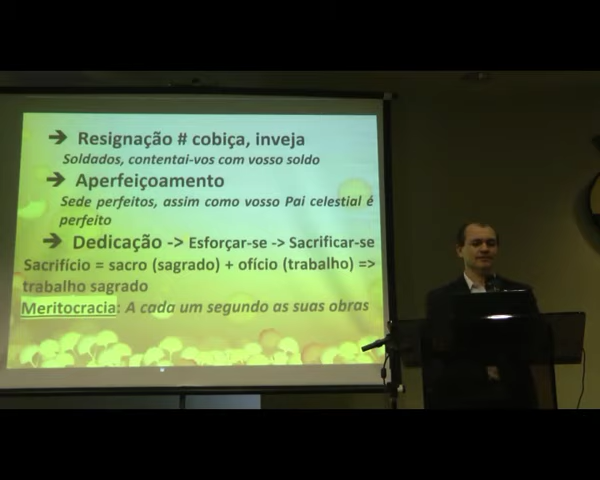 ➔ Resignação # cobiça, inveja
Soldados, contentai-vos com vosso soldo
➔ Aperfeiçoamento
Sede perfeitos, assim como vosso Pai celestial é
perfeito
➔ Dedicação -> Esforçar-se -> Sacrificar-se
Sacrifício = sacro (sagrado) + ofício (trabalho) =>
trabalho sagrado
Meritocracia: A cada um segundo as suas obras